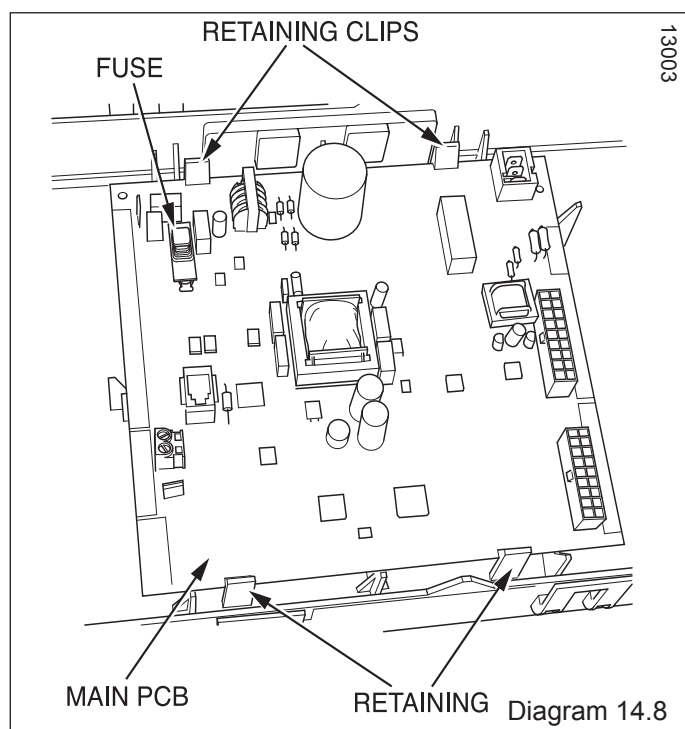 RETAINING CLIPS
FUSE
13003
MAIN PCB
RETAINING
Diagram 14.8